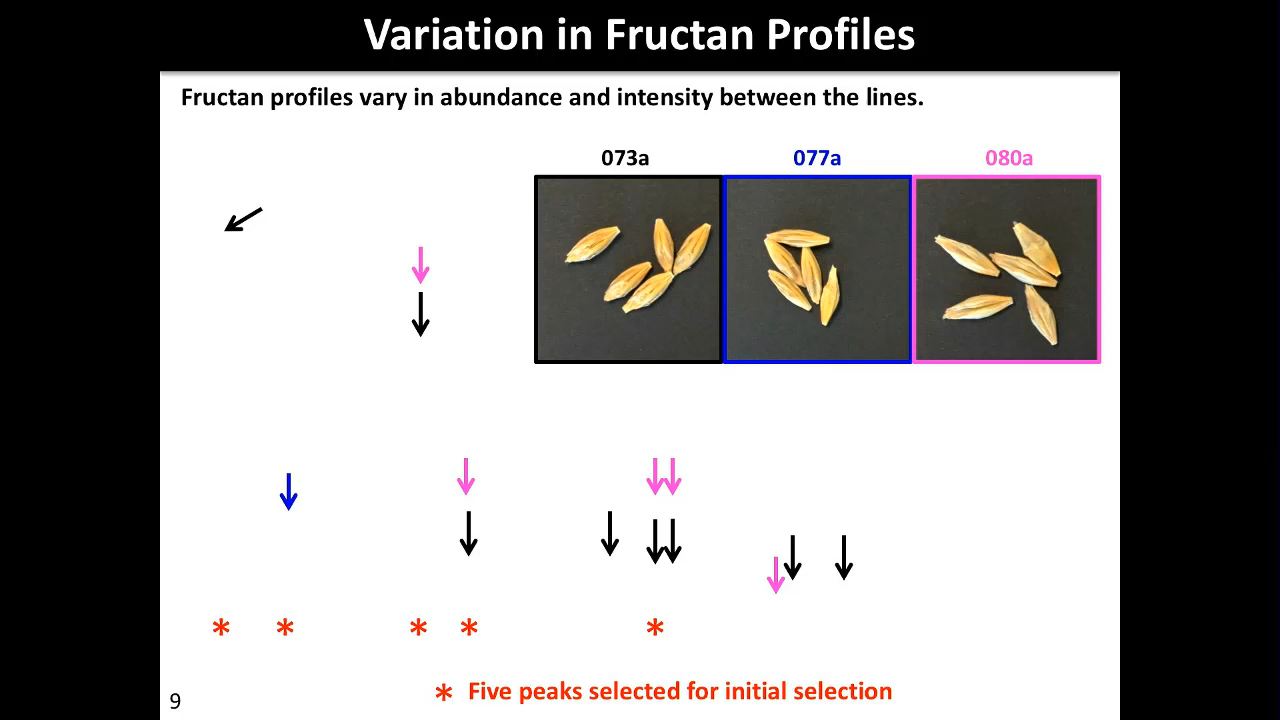 Variation in Fructan Profiles
Fructan profiles vary in abundance and intensity between the lines.
073a
077a
080a
* * * * *
* Five peaks selected for initial selection
9